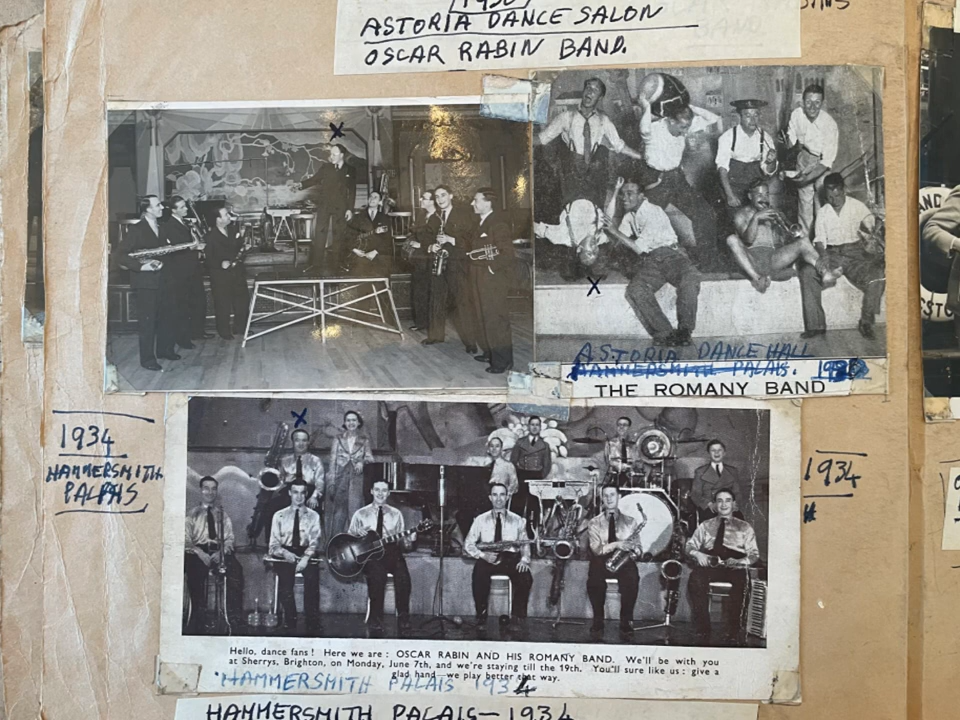 1930
ASTORIA DANCE SALON
OSCAR RABIN BAND.
X
X
ASTORIA DANCE HALL
HAMMERSMITH PALAIS.
THE ROMANY BAND
1934
HAMMERSMITH
PALAIS
X
1934
H
Hello, dance fans! Here we are: OSCAR RABIN AND HIS ROMANY BAND. We'll be with you
at Sherrys, Brighton, on Monday, June 7th, and we're staying till the 19th. You'll sure like us: give a
glad hand—we play better that way.
HAMMERSMITH PALAIS 1934
HAMMERSMITH PALAIS—1934